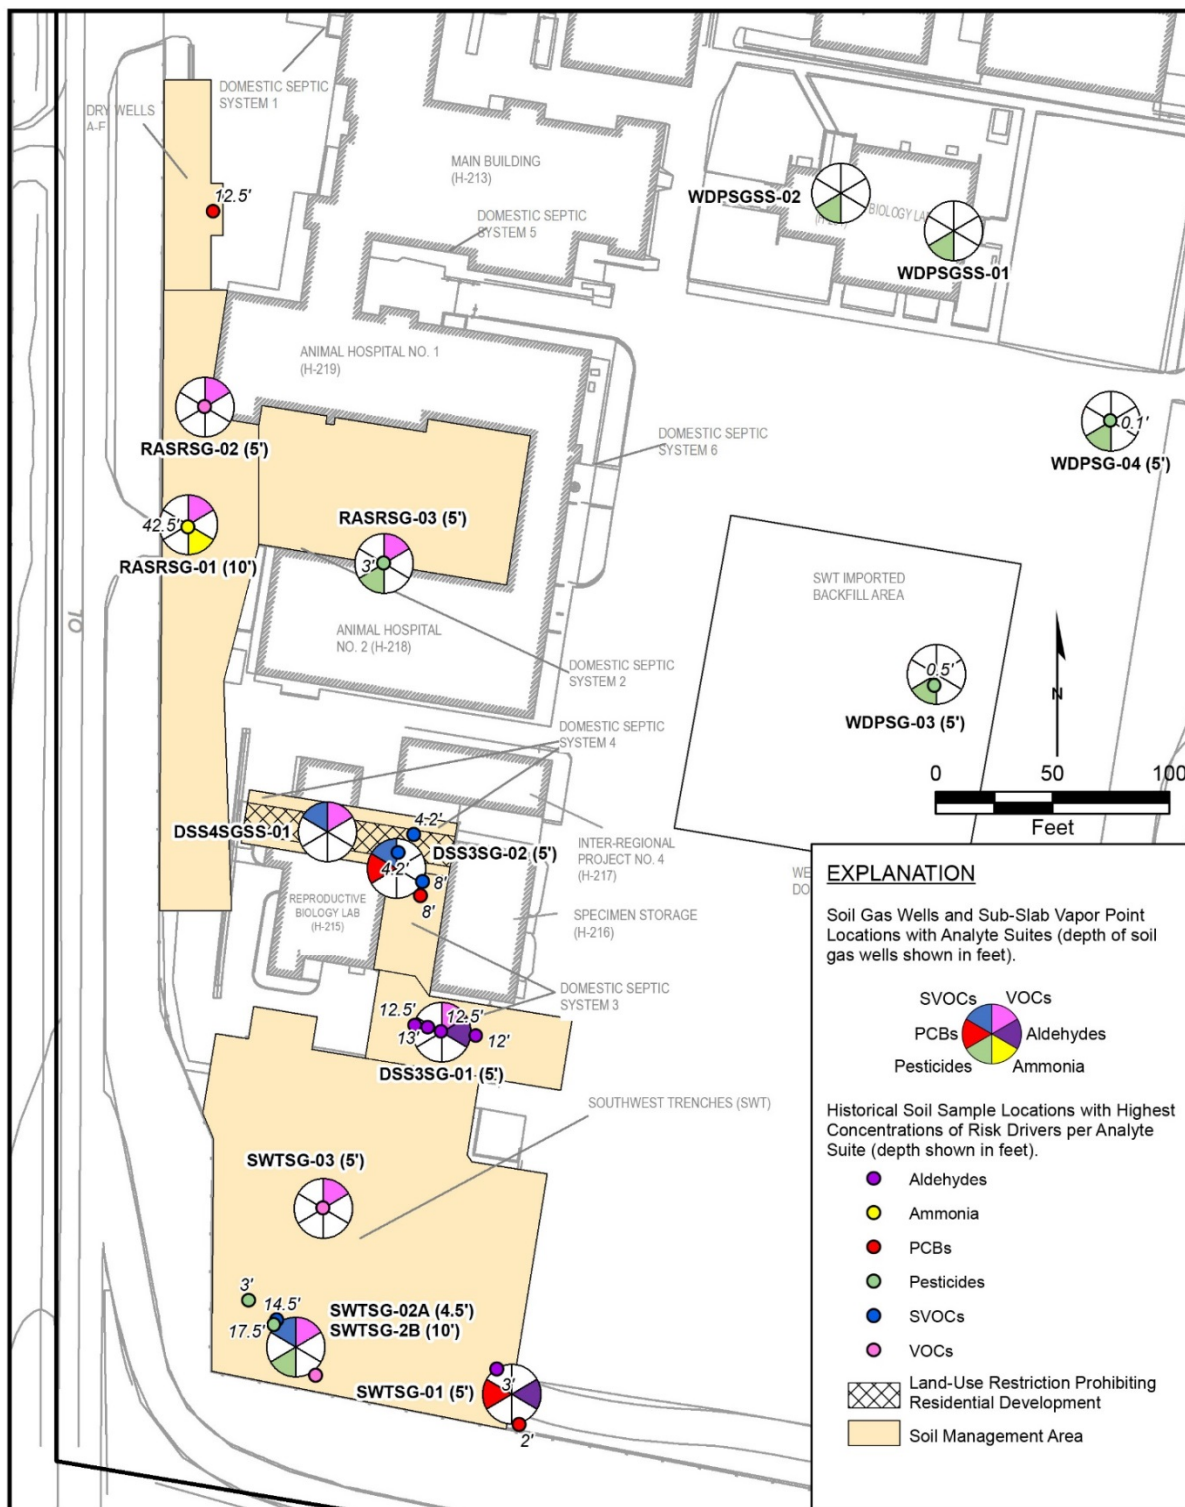 DOMESTIC SEPTIC
SYSTEM 1
DRY WELLS
A-F
12.5'
MAIN BUILDING
(H-213)
DOMESTIC SEPTIC
SYSTEM 5
WDPSGSS-02
BIOLOGY LAB
WDPSGSS-01
ANIMAL HOSPITAL NO. 1
(H-219)
RASRSG-02 (5')
DOMESTIC SEPTIC
SYSTEM 6
0.1'
WDPSG-04 (5')
RASRSG-03 (5')
42.5'
RASRSG-01 (10')
3'
SWT IMPORTED
BACKFILL AREA
ANIMAL HOSPITAL
NO. 2 (H-218)
DOMESTIC SEPTIC
SYSTEM 2
0.5'
WDPSG-03 (5')
N
DOMESTIC SEPTIC
SYSTEM 4
0 50 100
Feet
DSS4SGSS-01
4.2'
DSS3SG-02 (5')
4.2'
8'
8'
INTER-REGIONAL
PROJECT NO. 4
(H-217)
REPRODUCTIVE
BIOLOGY LAB
(H-215)
SPECIMEN STORAGE
(H-216)
DOMESTIC SEPTIC
SYSTEM 3
12.5'
12.5'
13'
12'
DSS3SG-01 (5')
SOUTHWEST TRENCHES (SWT)
SWTSG-03 (5')
3'
14.5'
17.5'
SWTSG-02A (4.5')
SWTSG-2B (10')
SWTSG-01 (5')
3'
2'
EXPLANATION
Soil Gas Wells and Sub-Slab Vapor Point
Locations with Analyte Suites (depth of soil
gas wells shown in feet).
SVOCs VOCs
PCBs Aldehydes
Pesticides Ammonia
Historical Soil Sample Locations with Highest
Concentrations of Risk Drivers per Analyte
Suite (depth shown in feet).
Aldehydes
Ammonia
PCBs
Pesticides
SVOCs
VOCs
Land-Use Restriction Prohibiting
Residential Development
Soil Management Area